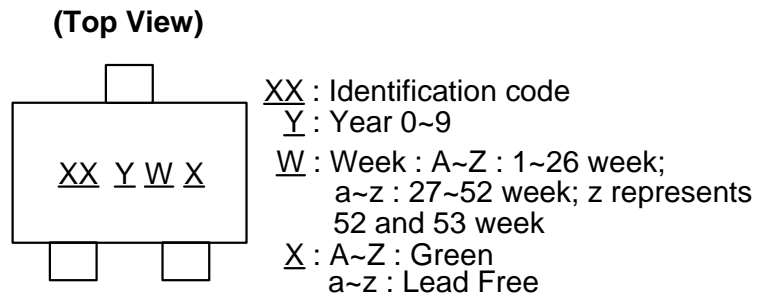 (Top View)
XX : Identification code
Y : Year 0~9
XX Y W X
W : Week : A~Z : 1~26 week;
a~z : 27~52 week; z represents
52 and 53 week
X : A~Z : Green
a~z : Lead Free